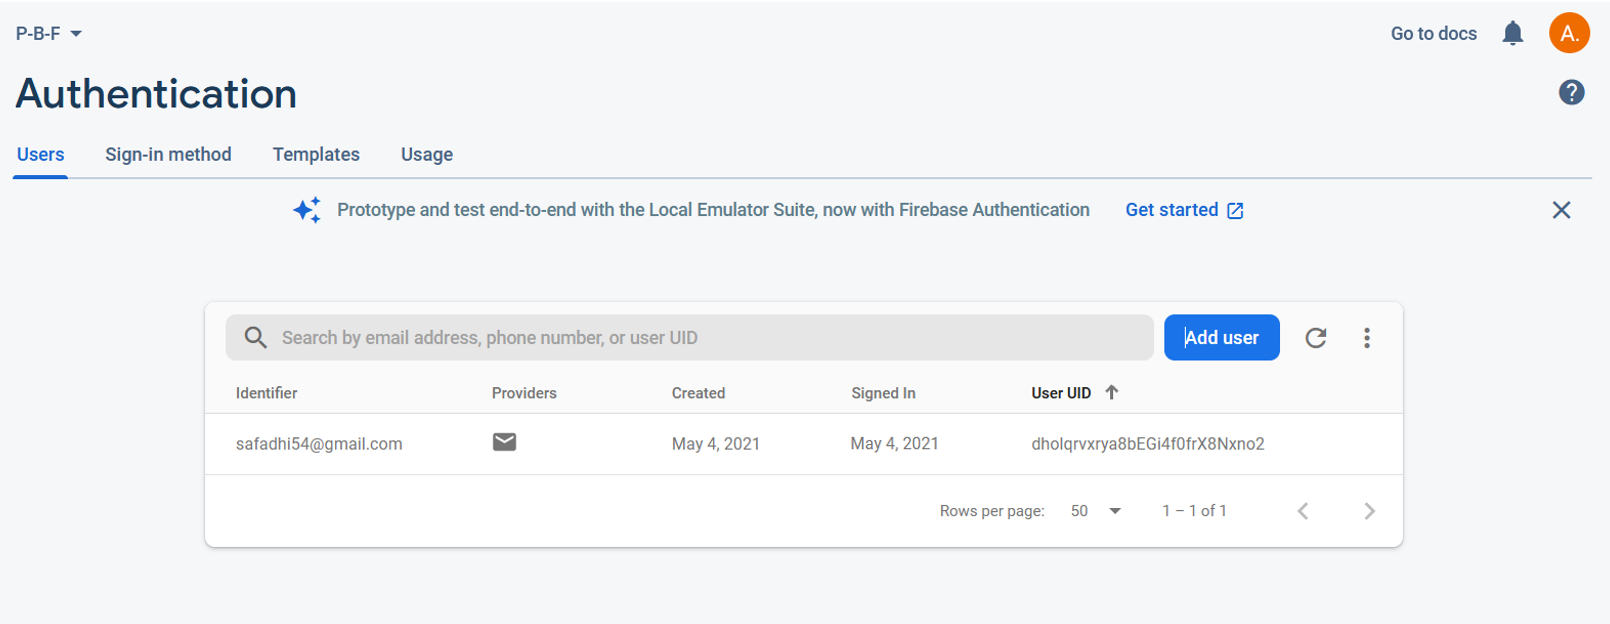 P-B-F
Go to docs
A.
Authentication
?
Users Sign-in method Templates Usage
Prototype and test end-to-end with the Local Emulator Suite, now with Firebase Authentication Get started
Search by email address, phone number, or user UID
Add user
Identifier Providers Created Signed In User UID
safadhi54@gmail.com May 4, 2021 May 4, 2021 dholqrvxrya8bEGi4f0frX8Nxno2
Rows per page: 50 1 – 1 of 1